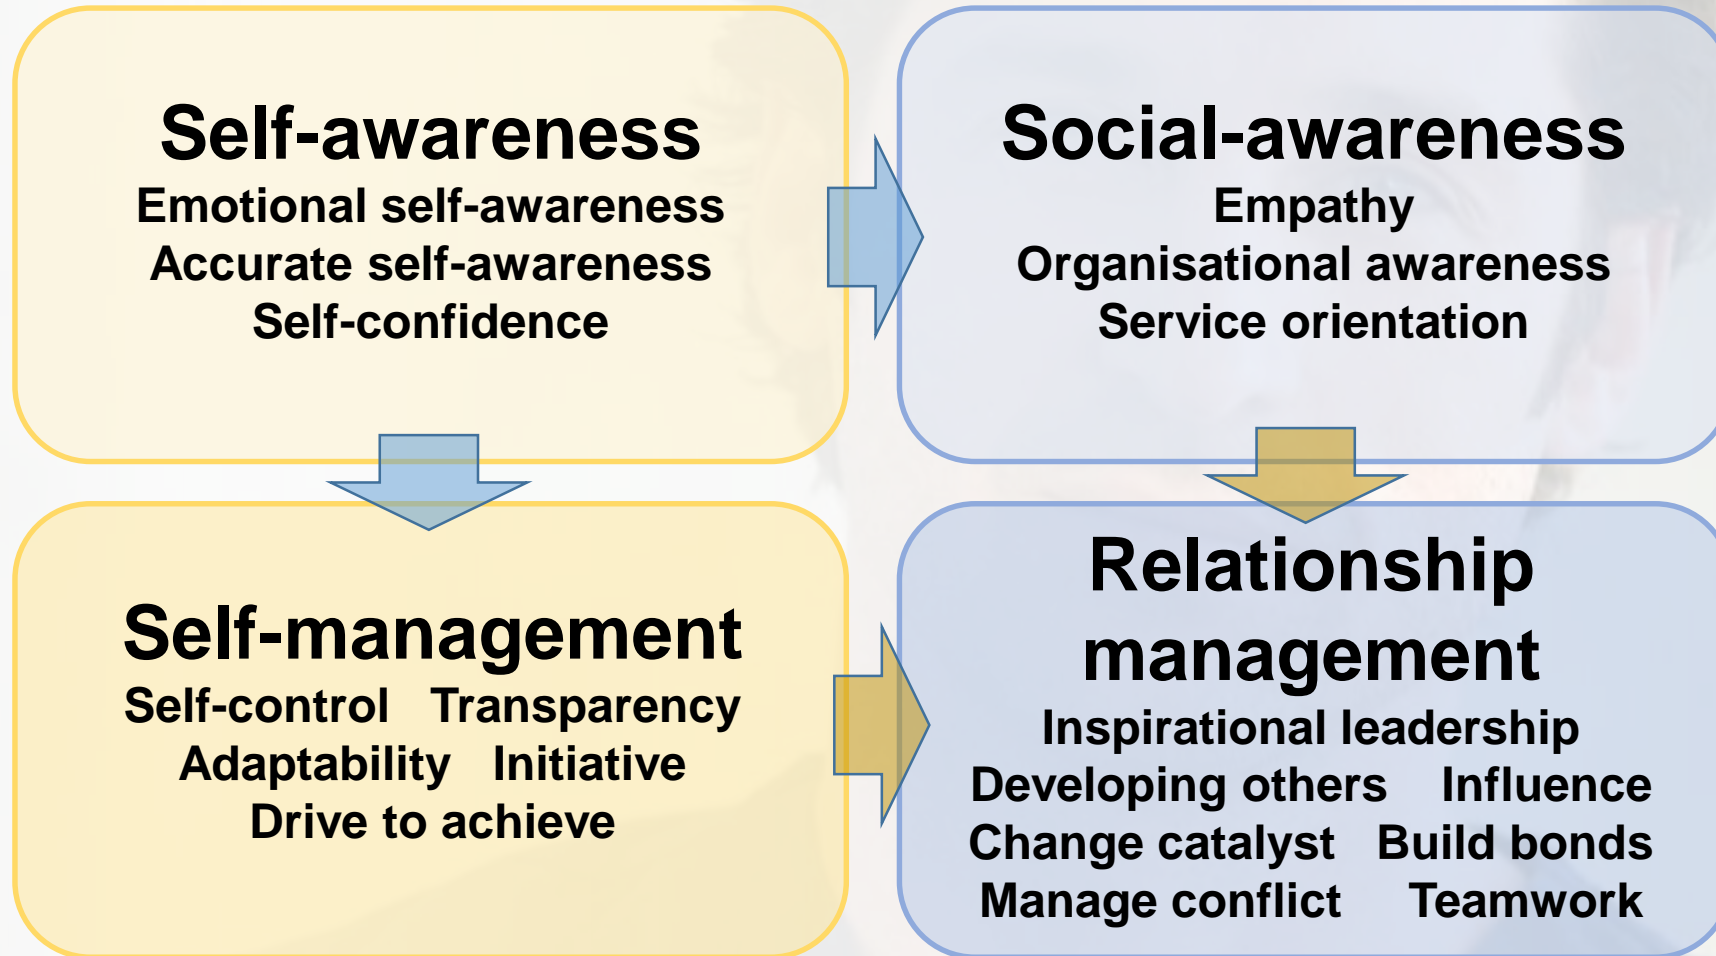 Self-awareness
Emotional self-awareness
Accurate self-awareness
Self-confidence
Social-awareness
Empathy
Organisational awareness
Service orientation
Self-management
Self-control Transparency
Adaptability Initiative
Drive to achieve
Relationship
management
Inspirational leadership
Developing others Influence
Change catalyst Build bonds
Manage conflict Teamwork